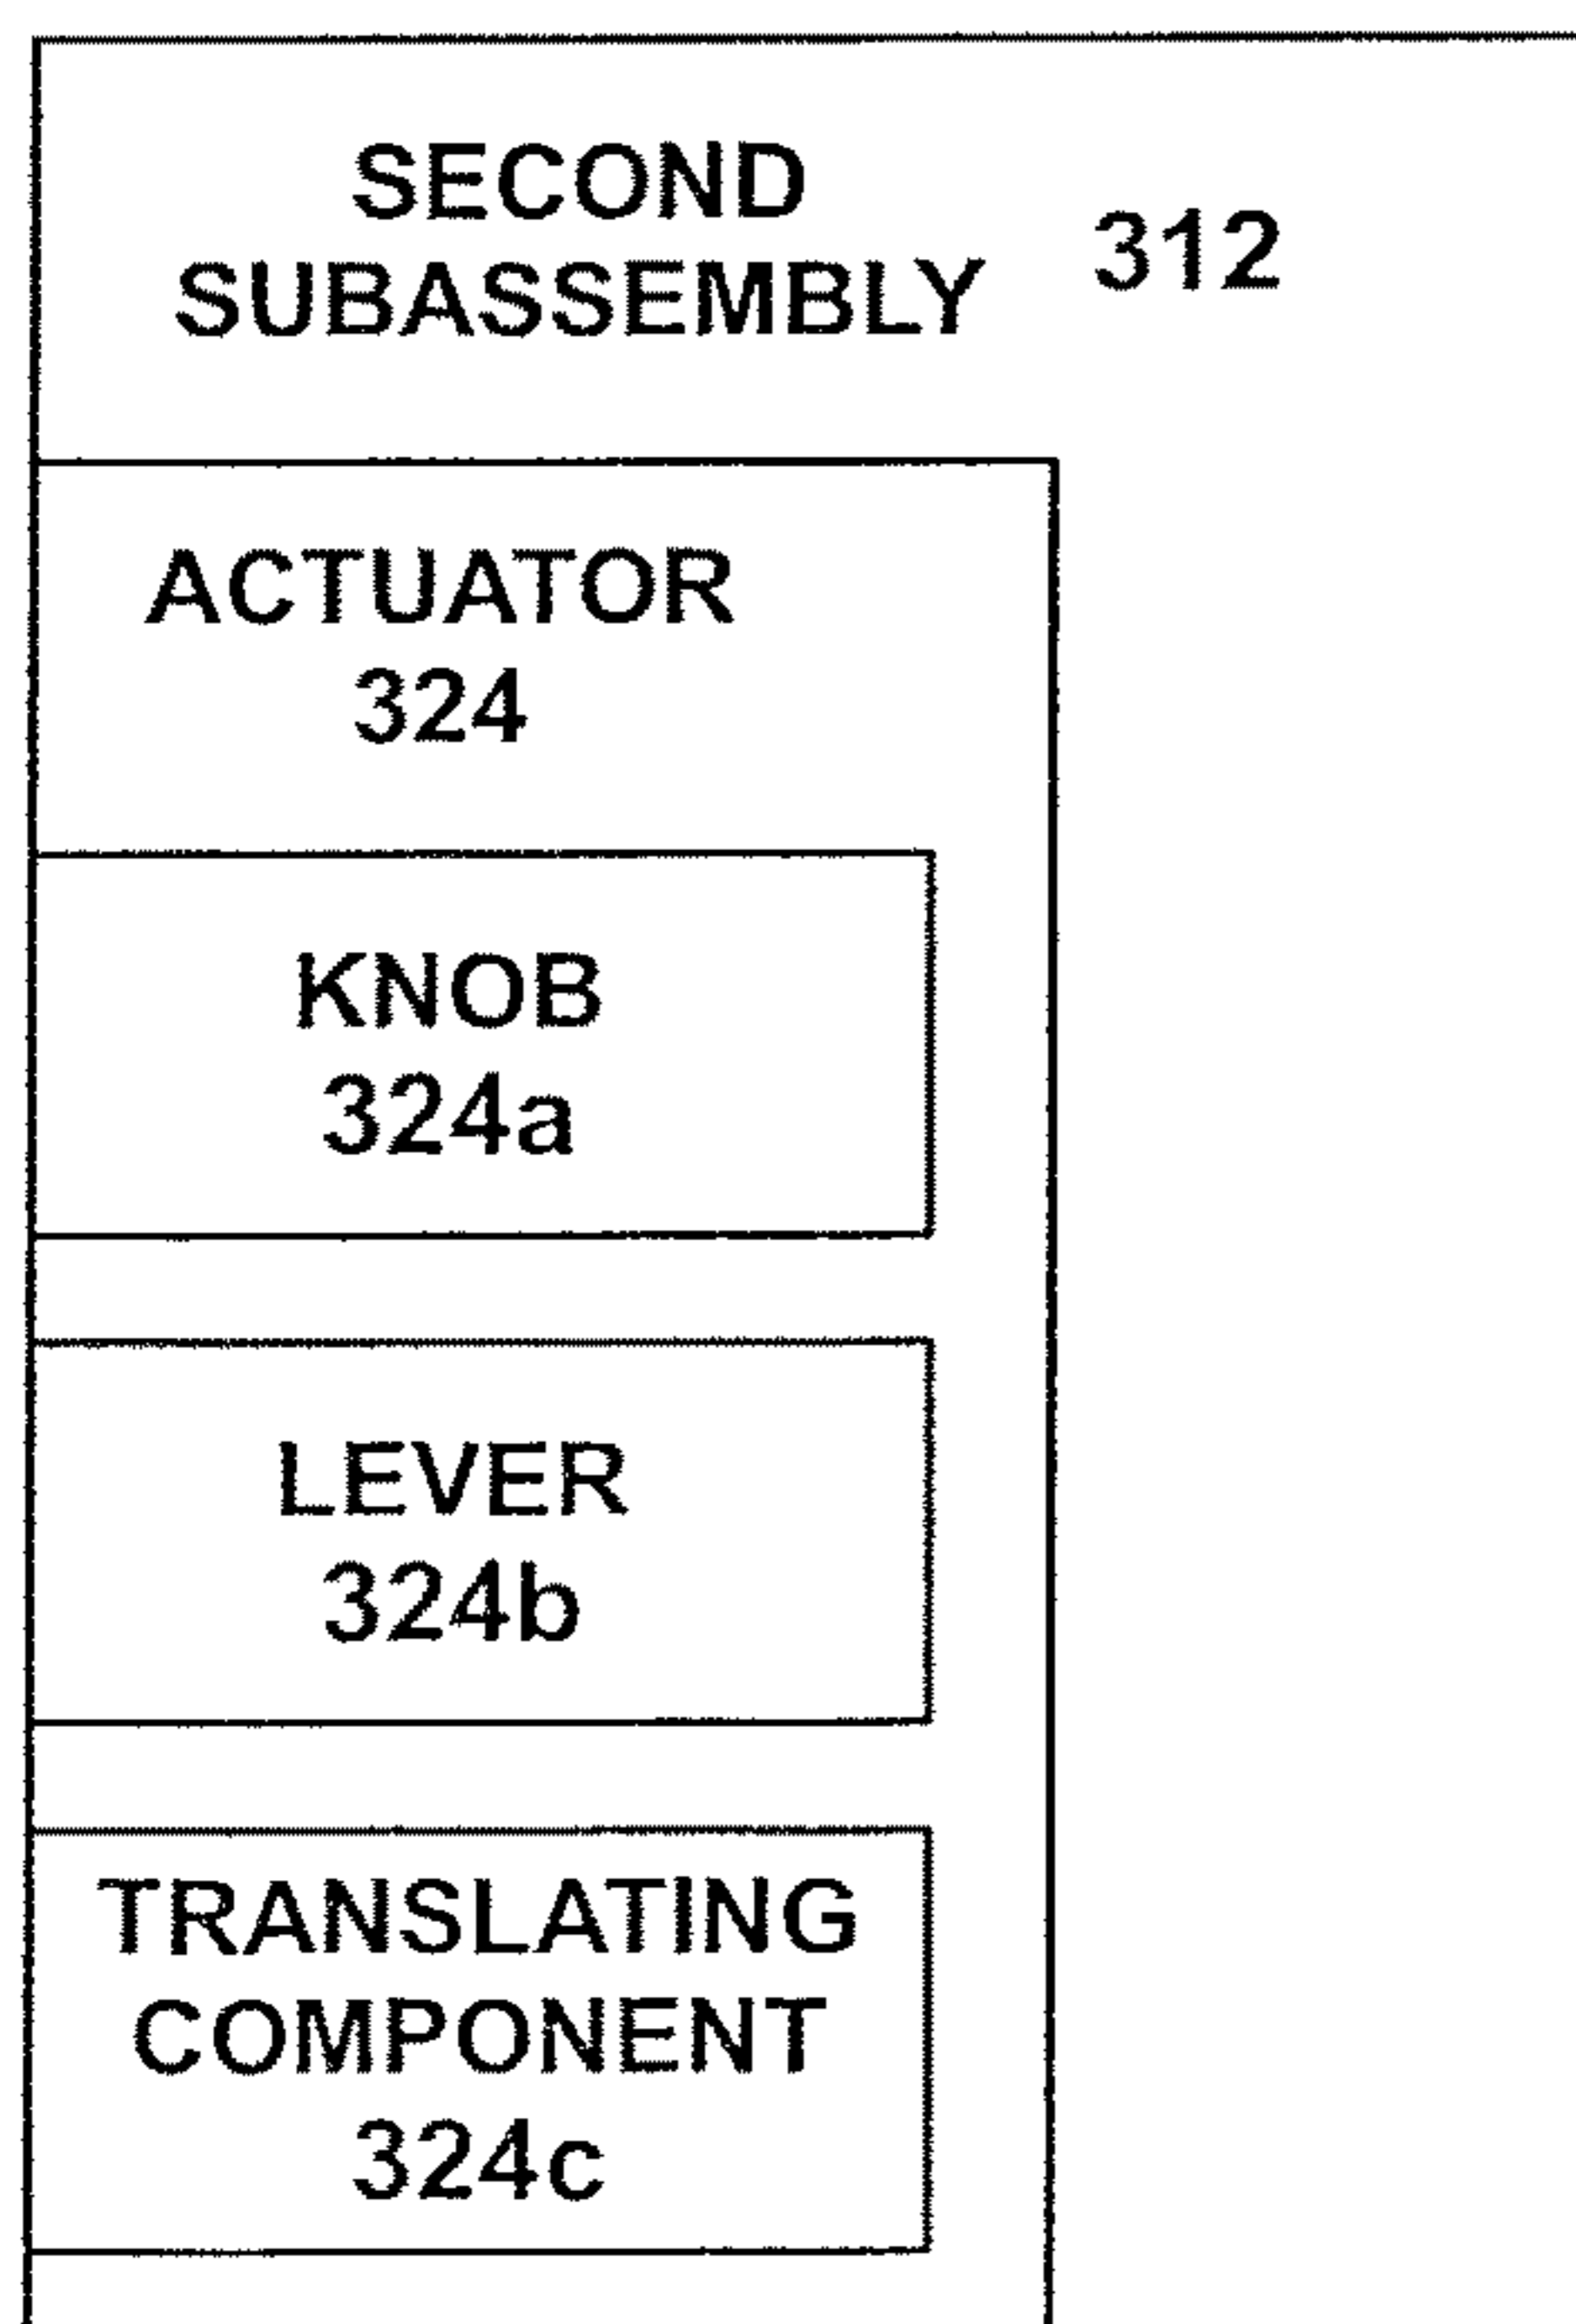 SECOND
SUBASSEMBLY 312
ACTUATOR
324
KNOB
324a
LEVER
324b
TRANSLATING
COMPONENT
324c